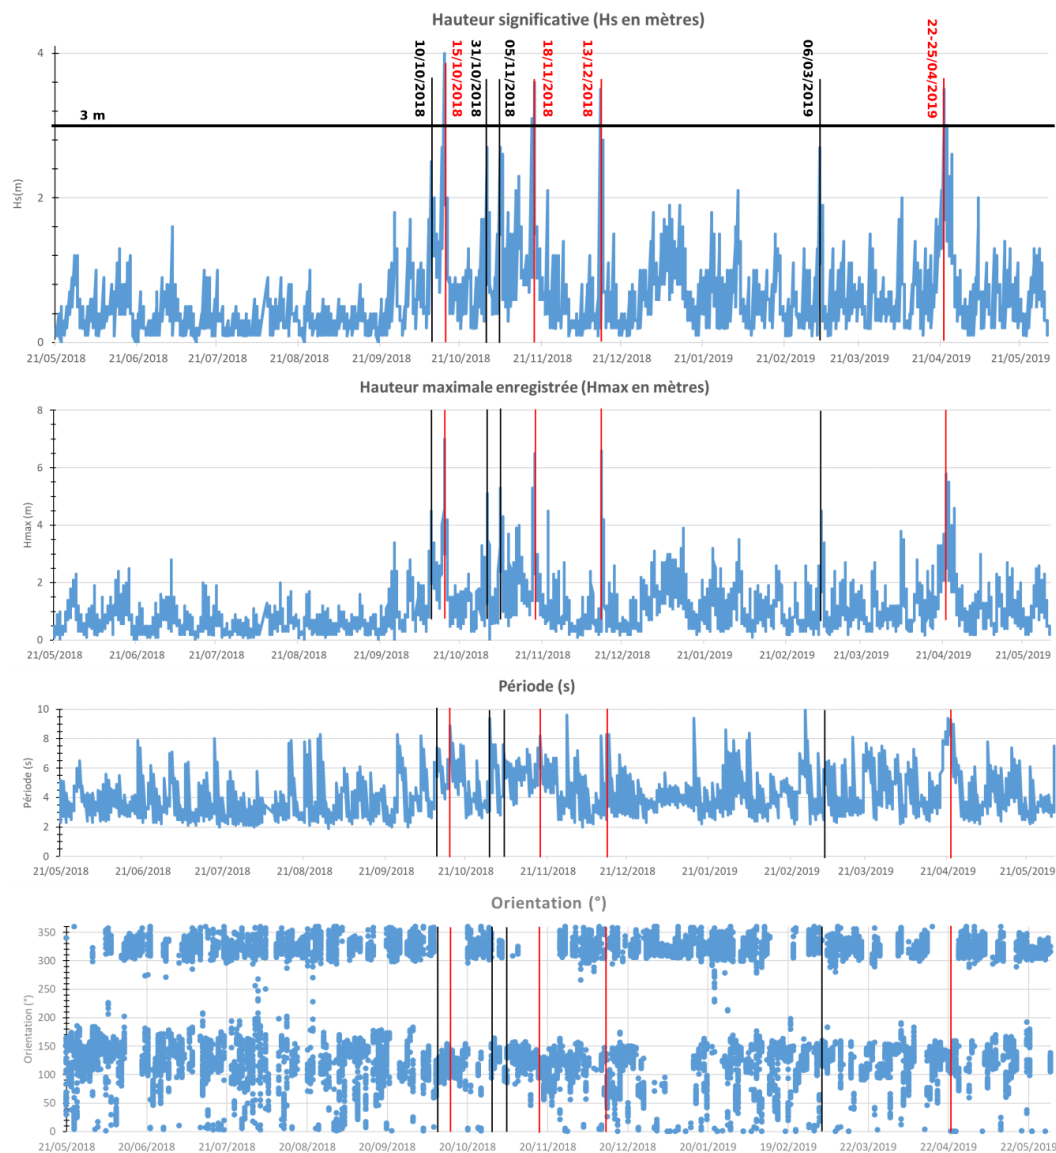 Hauteur significative (Hs en mètres)
10/10/2018
15/10/2018
31/10/2018
05/11/2018
18/11/2018
13/12/2018
06/03/2019
22-25/04/2019
3 m
Hs(m)
4
2
0
21/05/2018 21/06/2018 21/07/2018 21/08/2018 21/09/2018 21/10/2018 21/11/2018 21/12/2018 21/01/2019 21/02/2019 21/03/2019 21/04/2019 21/05/2019
Hauteur maximale enregistrée (Hmax en mètres)
Hmax (m)
8
6
4
2
0
21/05/2018 21/06/2018 21/07/2018 21/08/2018 21/09/2018 21/10/2018 21/11/2018 21/12/2018 21/01/2019 21/02/2019 21/03/2019 21/04/2019 21/05/2019
Période (s)
Période (s)
10
8
6
4
2
0
21/05/2018 21/06/2018 21/07/2018 21/08/2018 21/09/2018 21/10/2018 21/11/2018 21/12/2018 21/01/2019 21/02/2019 21/03/2019 21/04/2019 21/05/2019
Orientation (°)
Orientation (°)
350
300
250
200
150
100
50
0
21/05/2018 20/06/2018 21/07/2018 20/08/2018 20/09/2018 20/10/2018 20/11/2018 20/12/2018 20/01/2019 19/02/2019 22/03/2019 22/04/2019 22/05/2019